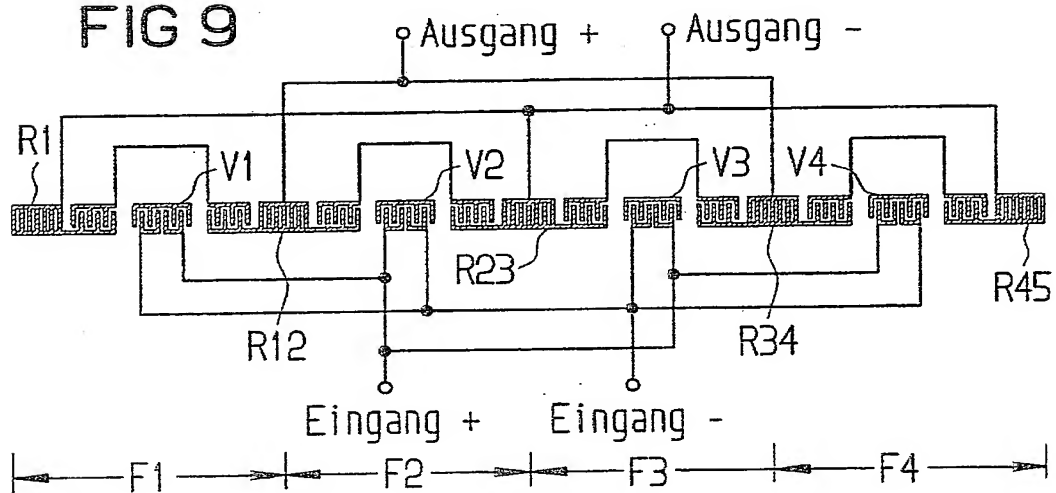 FIG 9
Ausgang + Ausgang -
R1 V1 V2 V3 V4
R12 R23 R34 R45
Eingang + Eingang -
F1 F2 F3 F4